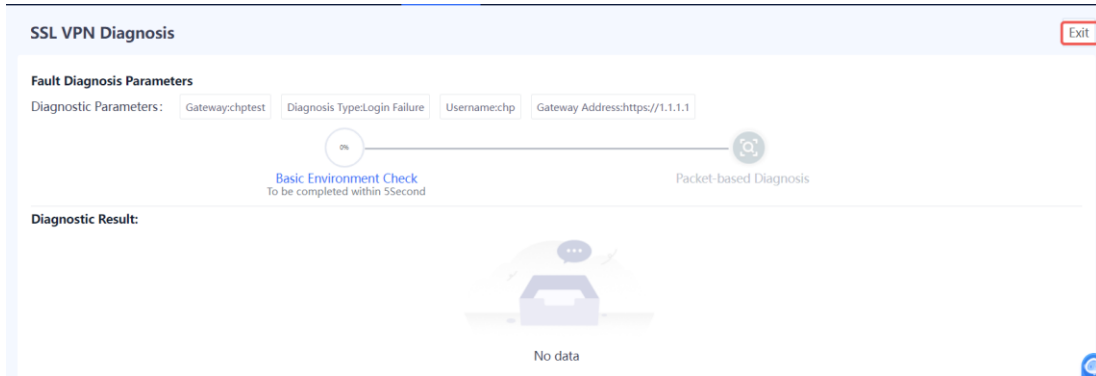 SSL VPN Diagnosis
Exit
Fault Diagnosis Parameters
Diagnostic Parameters: Gateway:chptest Diagnosis Type:Login Failure Username:chp Gateway Address:https://1.1.1.1
0%
Basic Environment Check Packet-based Diagnosis
To be completed within 5Second
Diagnostic Result:
No data